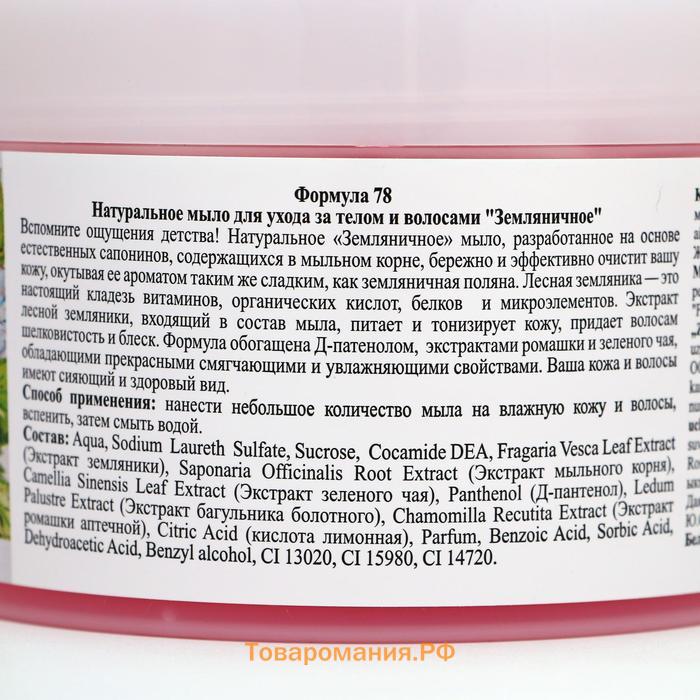 Формула 78
Натуральное мыло для ухода за телом и волосами "Земляничное"
Вспомните ощущения детства! Натуральное «Земляничное» мыло, разработанное на основе
естественных сапонинов, содержащихся в мыльном корне, бережно и эффективно очистит вашу
кожу, окутывая ее ароматом таким же сладким, как земляничная поляна. Лесная земляника — это
настоящий кладезь витаминов, органических кислот, белков и микроэлементов. Экстракт
лесной земляники, входящий в состав мыла, питает и тонизирует кожу, придает волосам
шелковистость и блеск. Формула обогащена Д-патенолом, экстрактами ромашки и зеленого чая,
обладающими прекрасными смягчающими и увлажняющими свойствами. Ваша кожа и волосы
имеют сияющий и здоровый вид.
Способ применения: нанести небольшое количество мыла на влажную кожу и волосы,
вспенить, затем смыть водой.
Состав: Aqua, Sodium Laureth Sulfate, Sucrose, Cocamide DEA, Fragaria Vesca Leaf Extract
(Экстракт земляники), Saponaria Officinalis Root Extract (Экстракт мыльного корня),
Camellia Sinensis Leaf Extract (Экстракт зеленого чая), Panthenol (Д-пантенол), Ledum
Palustre Extract (Экстракт багульника болотного), Chamomilla Recutita Extract (Экстракт
ромашки аптечной), Citric Acid (кислота лимонная), Parfum, Benzoic Acid, Sorbic Acid,
Dehydroacetic Acid, Benzyl alcohol, CI 13020, CI 15980, CI 14720.
Товаромания.РФ